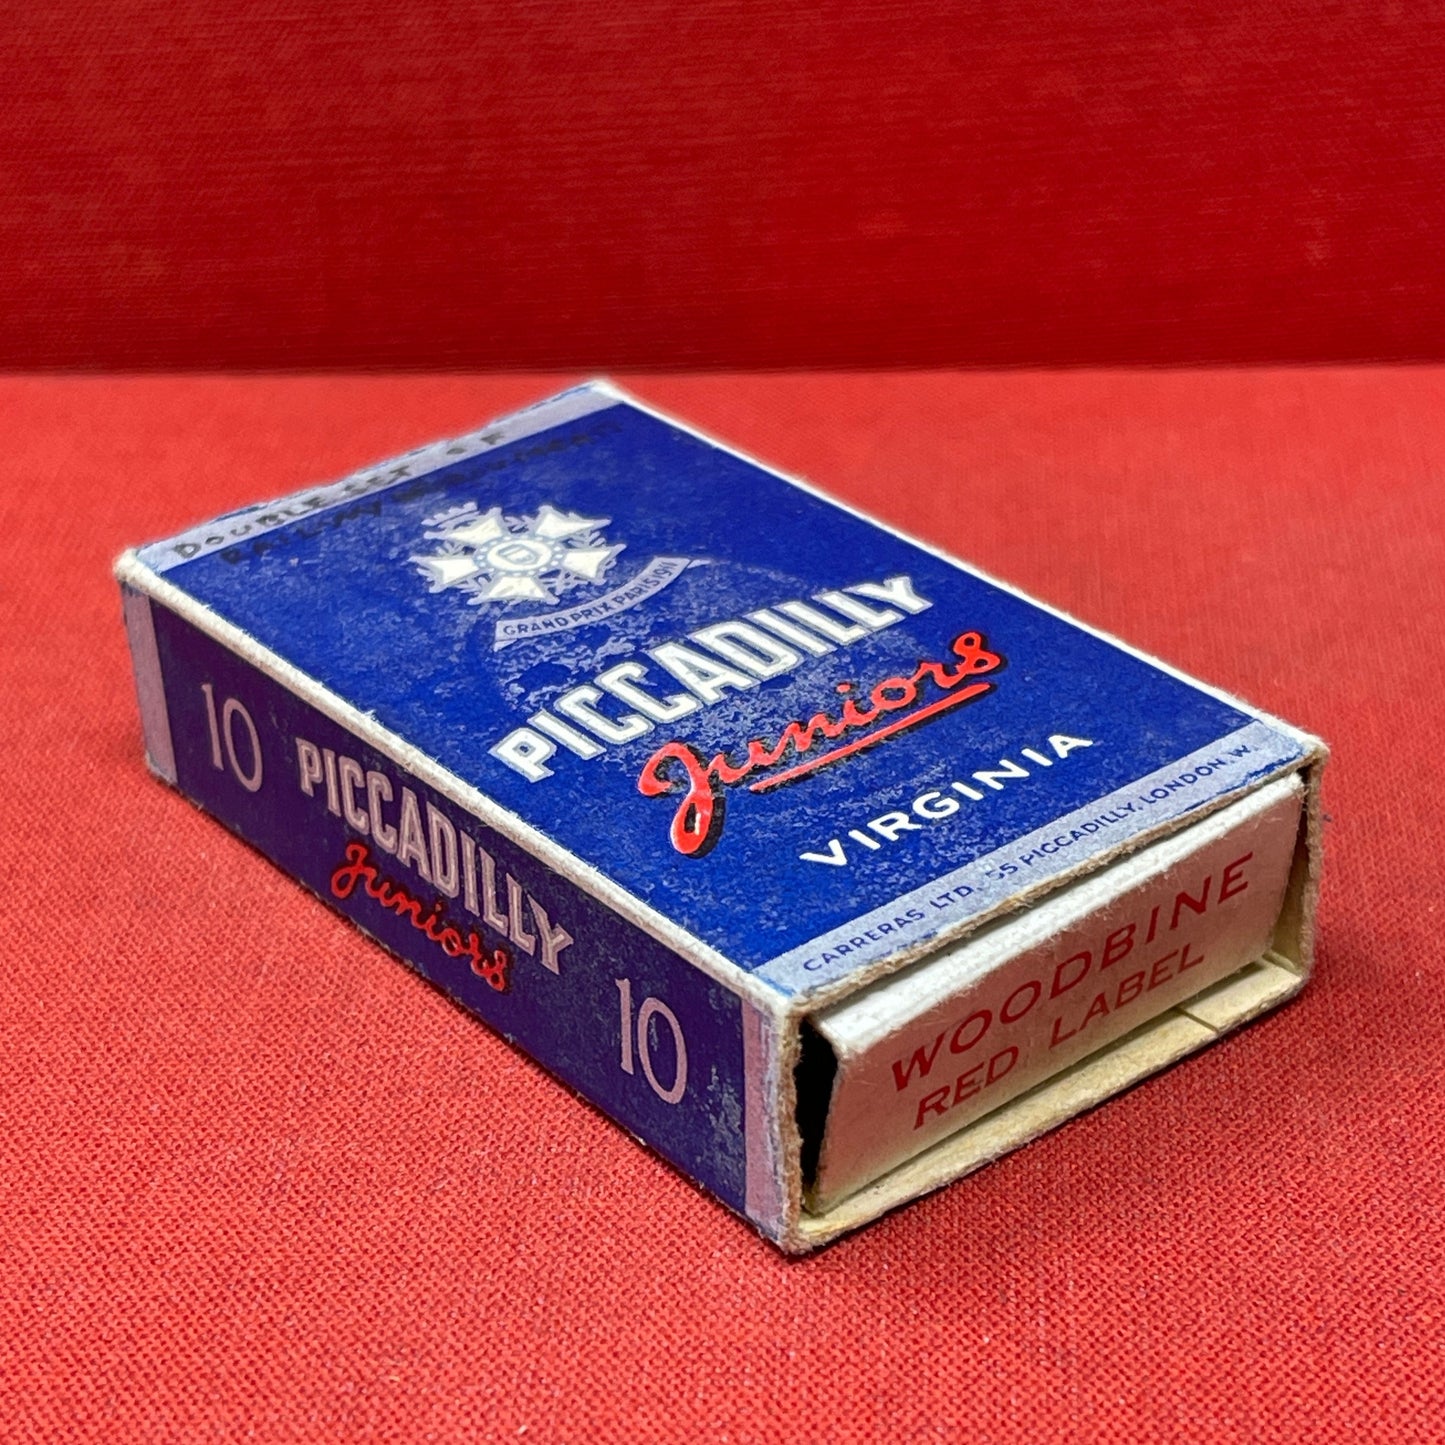 DOUBLE SET OF
RAILWAY
GRAND PRIX PARIS 1911
PICCADILLY
Juniors
VIRGINIA
CARRERAS LTD. 55 PICCADILLY, LONDON, W.
10
PICCADILLY
Juniors
10
WOODBINE
RED LABEL